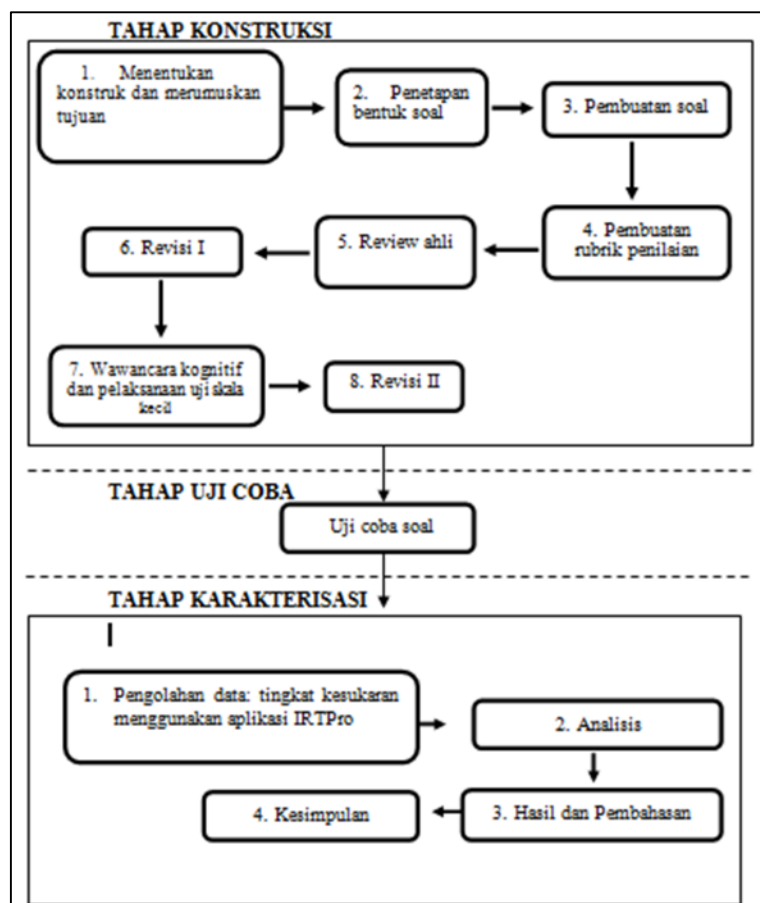 TAHAP KONSTRUKSI
1. Menentukan
konstruk dan merumuskan
tujuan
2. Penetapan
bentuk soal
3. Pembuatan soal
4. Pembuatan
rubrik penilaian
5. Review ahli
6. Revisi I
7. Wawancara kognitif
dan pelaksanaan uji skala
kecil
8. Revisi II
TAHAP UJI COBA
Uji coba soal
TAHAP KARAKTERISASI
1. Pengolahan data: tingkat kesukaran
menggunakan aplikasi IRTPro
2. Analisis
3. Hasil dan Pembahasan
4. Kesimpulan